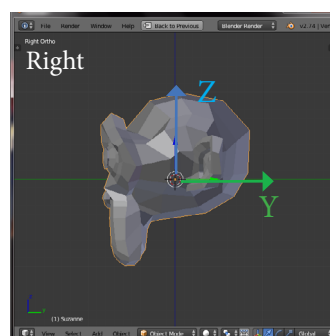 File Render Window Help Back to Previous Blender Render v2.74
Right Ortho
Right
Z
Y
(1) Suzanne
View Select Add Object Object Mode Global